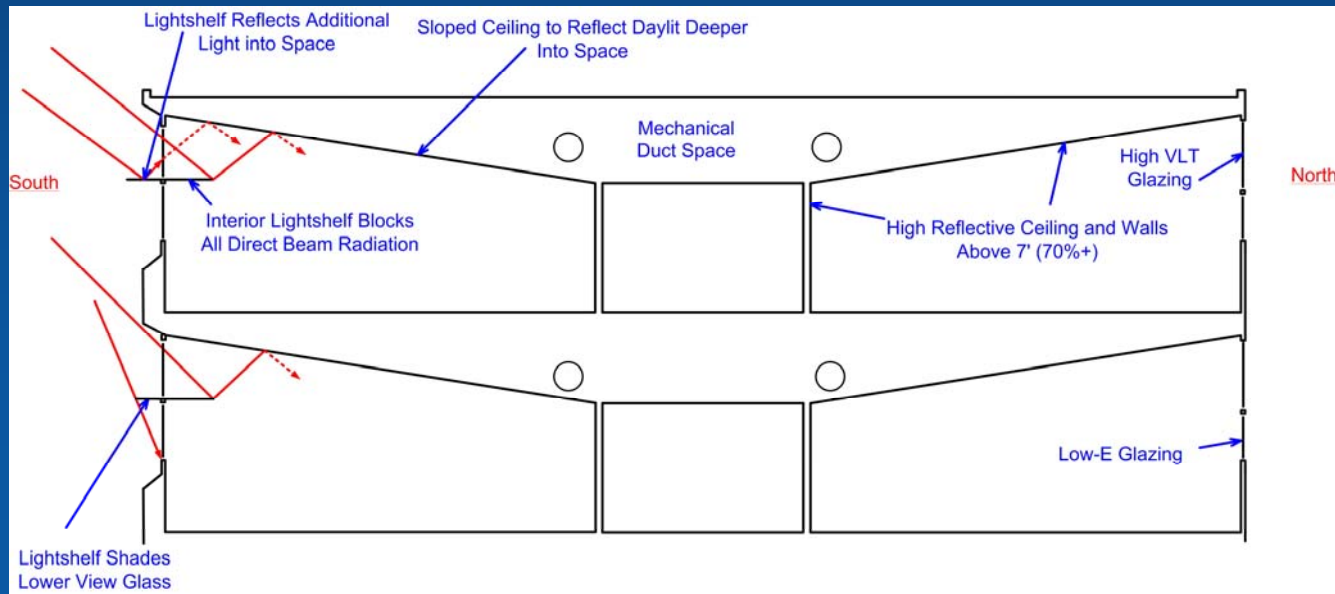 Lightshelf Reflects Additional
Light into Space
Sloped Ceiling to Reflect Daylit Deeper
Into Space
Mechanical
Duct Space
High VLT
Glazing
South
North
Interior Lightshelf Blocks
All Direct Beam Radiation
High Reflective Ceiling and Walls
Above 7' (70%+)
Low-E Glazing
Lightshelf Shades
Lower View Glass